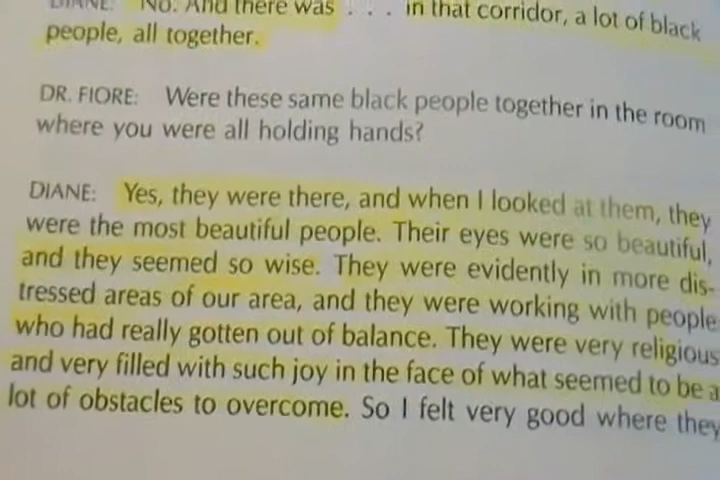 DIANE: No. And there was . . . in that corridor, a lot of black
people, all together.
DR. FIORE: Were these same black people together in the room
where you were all holding hands?
DIANE: Yes, they were there, and when I looked at them, they
were the most beautiful people. Their eyes were so beautiful,
and they seemed so wise. They were evidently in more dis-
tressed areas of our area, and they were working with people
who had really gotten out of balance. They were very religious
and very filled with such joy in the face of what seemed to be a
lot of obstacles to overcome. So I felt very good where they